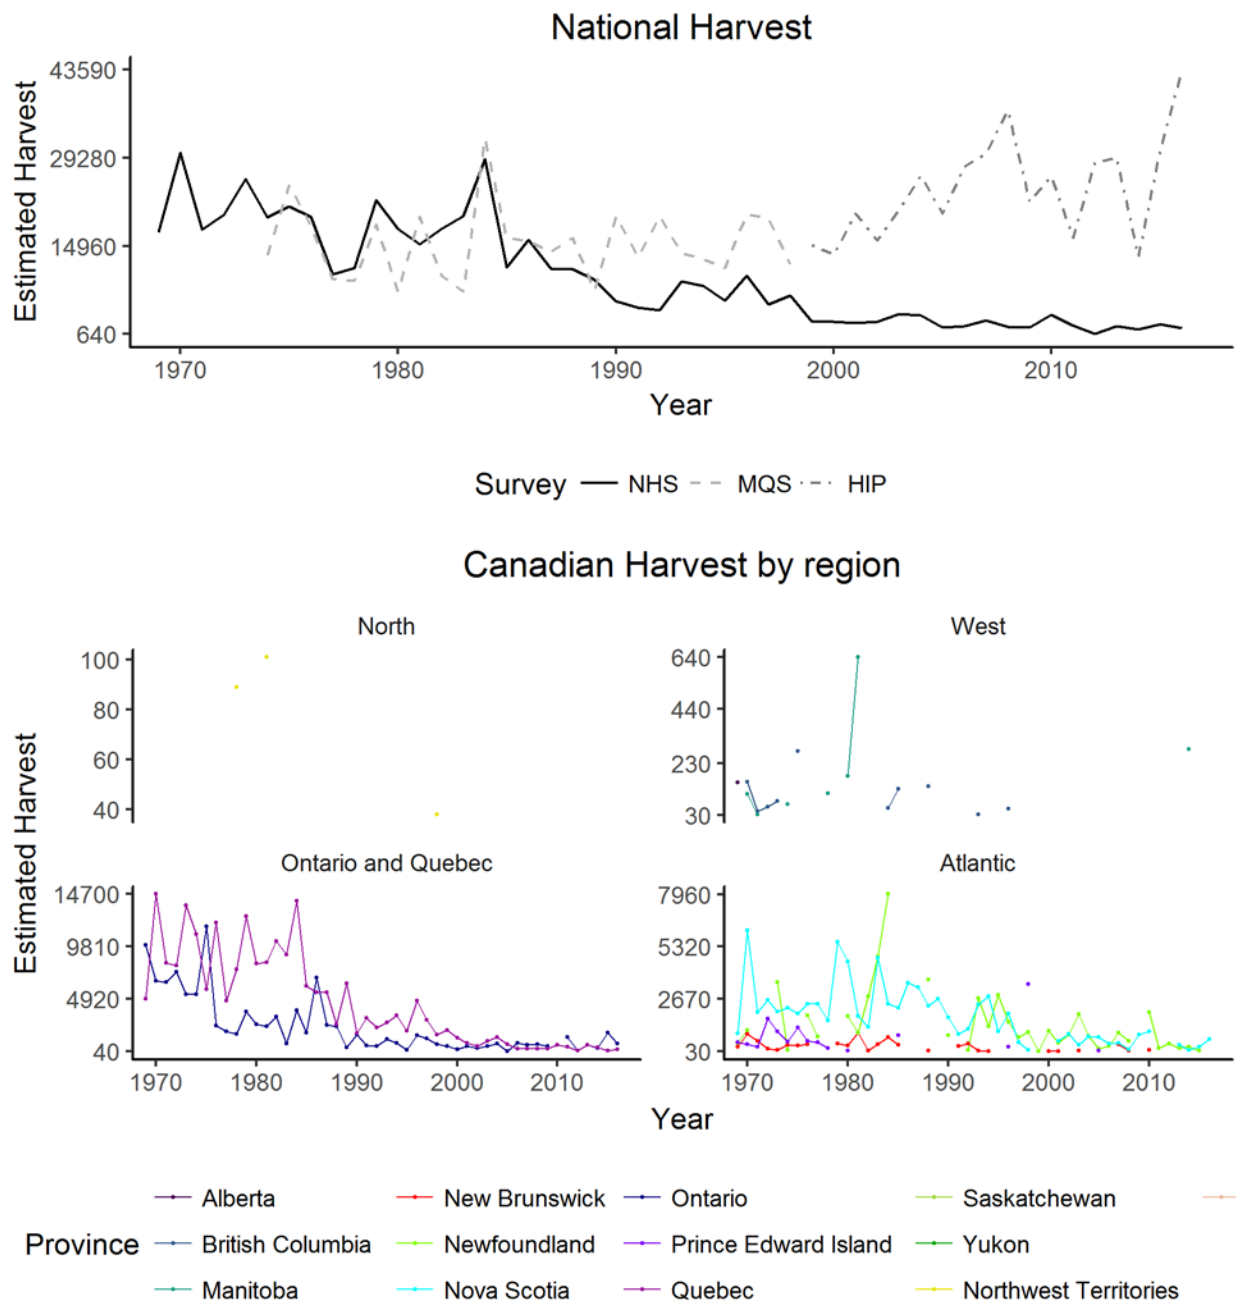 National Harvest
Estimated Harvest
43590
29280
14960
640
1970 1980 1990 2000 2010
Year
Survey NHS MQS HIP
Canadian Harvest by region
North West
Estimated Harvest
100
80
60
40
640
440
230
30
Ontario and Quebec Atlantic
14700
9810
4920
40
7960
5320
2670
30
1970 1980 1990 2000 2010 1970 1980 1990 2000 2010
Year
Province
Alberta New Brunswick Ontario Saskatchewan
British Columbia Newfoundland Prince Edward Island Yukon
Manitoba Nova Scotia Quebec Northwest Territories